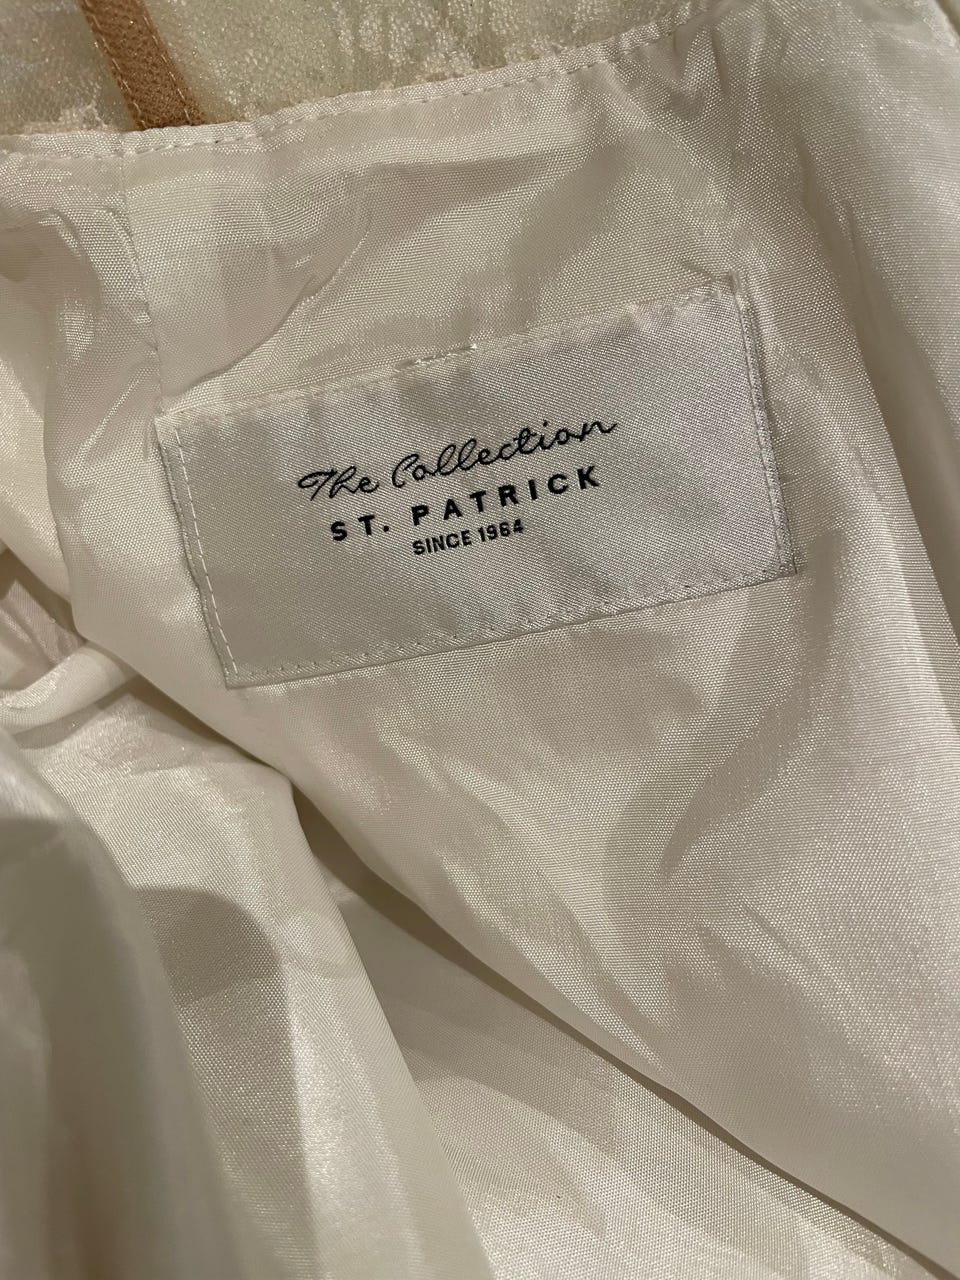 The Collection
ST. PATRICK
SINCE 1964